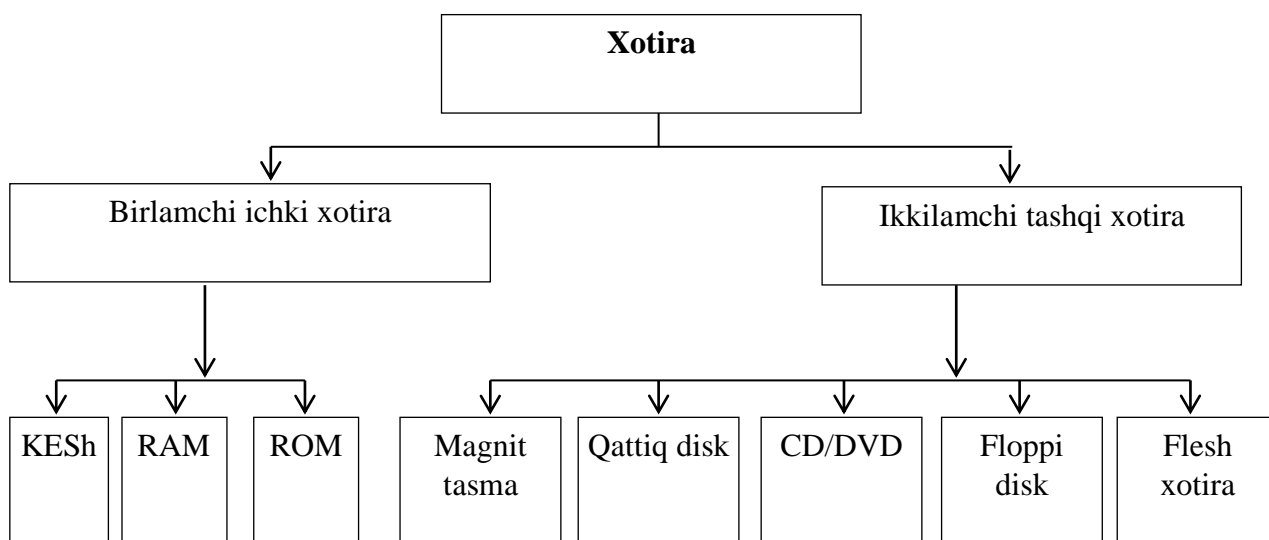 Xotira
Birlamchi ichki xotira
Ikkilamchi tashqi xotira
KESh
RAM
ROM
Magnit
tasma
Qattiq disk
CD/DVD
Floppi
disk
Flesh
xotira